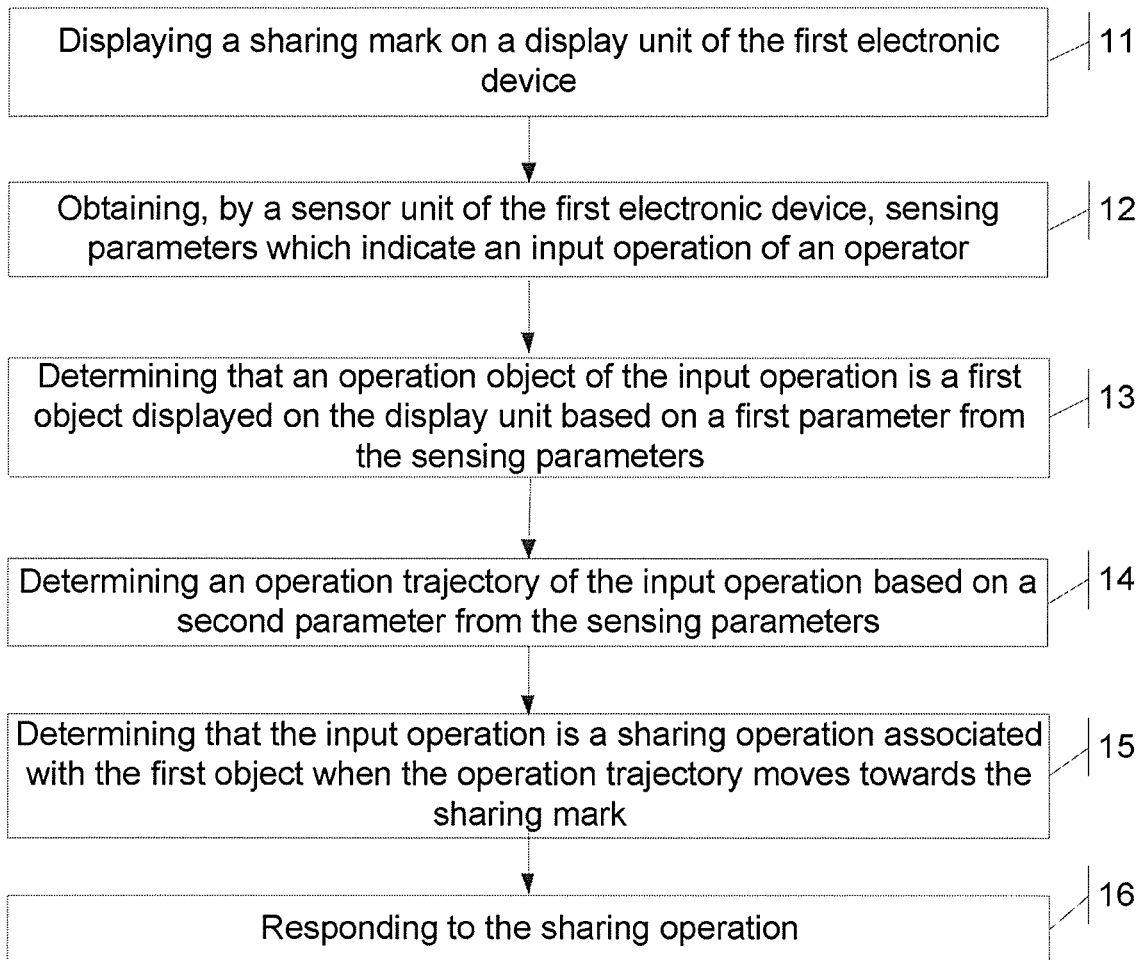 Displaying a sharing mark on a display unit of the first electronic
device
11
Obtaining, by a sensor unit of the first electronic device, sensing
parameters which indicate an input operation of an operator
12
Determining that an operation object of the input operation is a first
object displayed on the display unit based on a first parameter from
the sensing parameters
13
Determining an operation trajectory of the input operation based on a
second parameter from the sensing parameters
14
Determining that the input operation is a sharing operation associated
with the first object when the operation trajectory moves towards the
sharing mark
15
Responding to the sharing operation
16